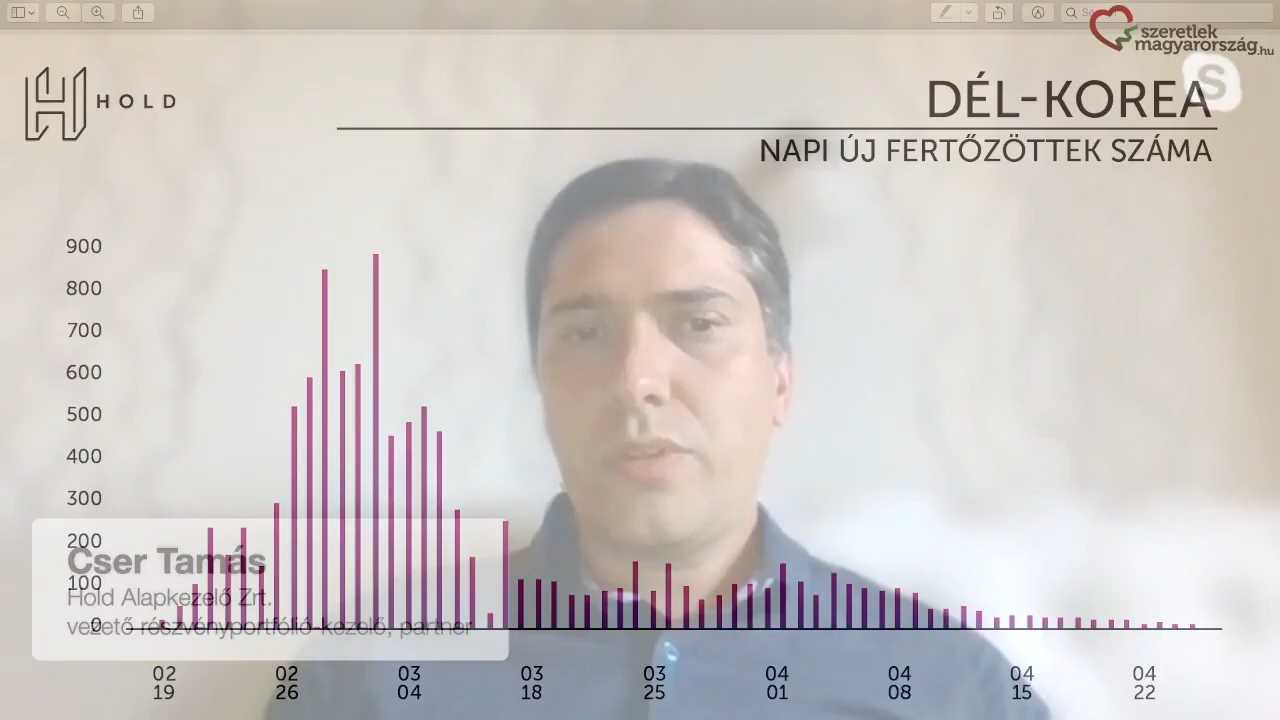 szeretlek
magyarország.hu
S
HOLD
DÉL-KOREA
NAPI ÚJ FERTŐZÖTTEK SZÁMA
900
800
700
600
500
400
300
200
100
0
Cser Tamás
Hold Alapkezelő Zrt.
vezető részvényportfólió-kezelő, partner
02 02 03 03 03 04 04 04 04
19 26 04 18 25 01 08 15 22